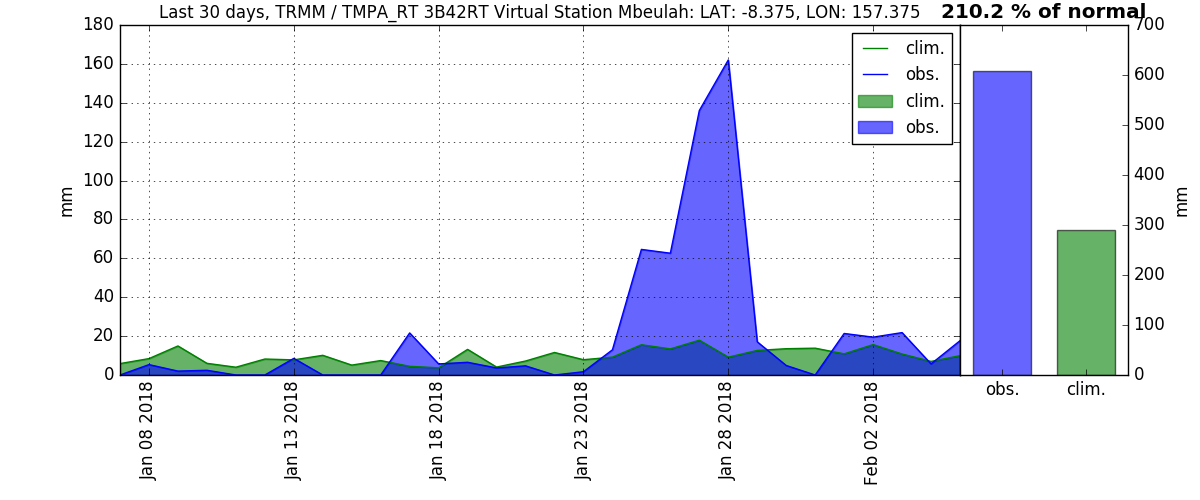 Last 30 days, TRMM / TMPA_RT 3B42RT Virtual Station Mbeulah: LAT: -8.375, LON: 157.375
210.2 % of normal
180
160
140
120
100
80
60
40
20
0
mm
clim.
obs.
clim.
obs.
Jan 08 2018
Jan 13 2018
Jan 18 2018
Jan 23 2018
Jan 28 2018
Feb 02 2018
700
600
500
400
300
200
100
0
mm
obs.
clim.